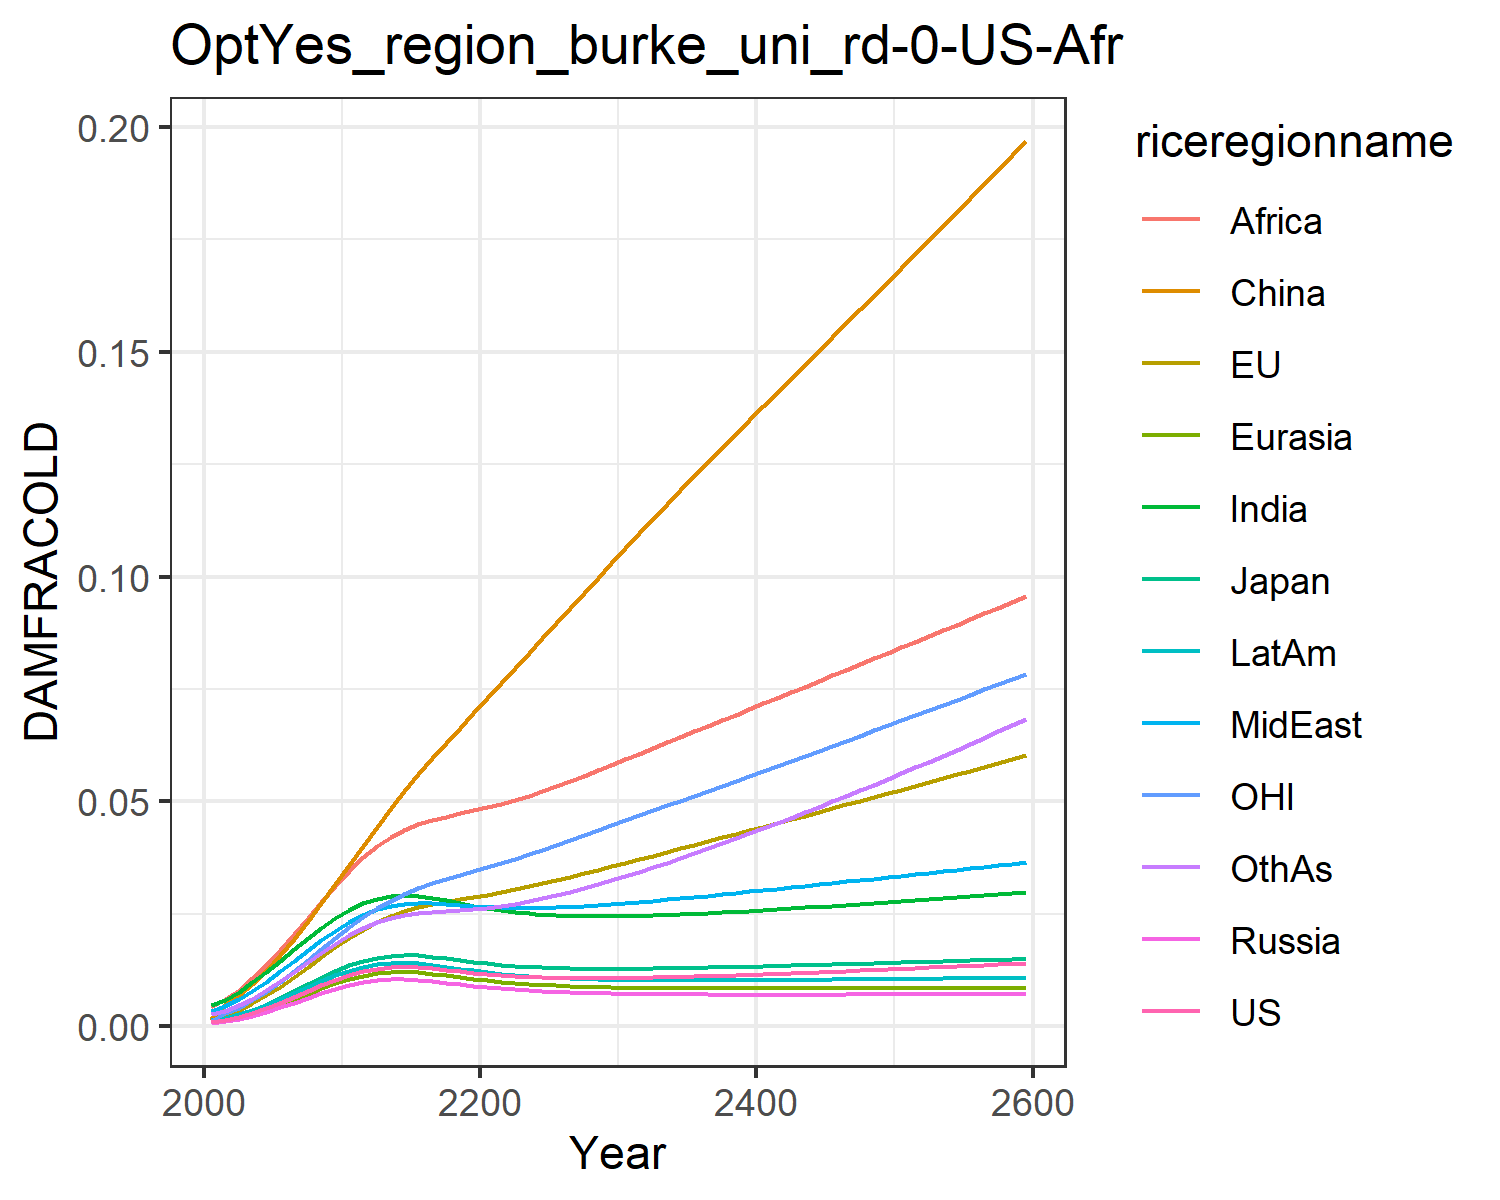 OptYes_region_burke_uni_rd-0-US-Afr
DAMFRACOLD
0.20
0.15
0.10
0.05
0.00
2000 2200 2400 2600
Year
riceregionname
Africa
China
EU
Eurasia
India
Japan
LatAm
MidEast
OHI
OthAs
Russia
US